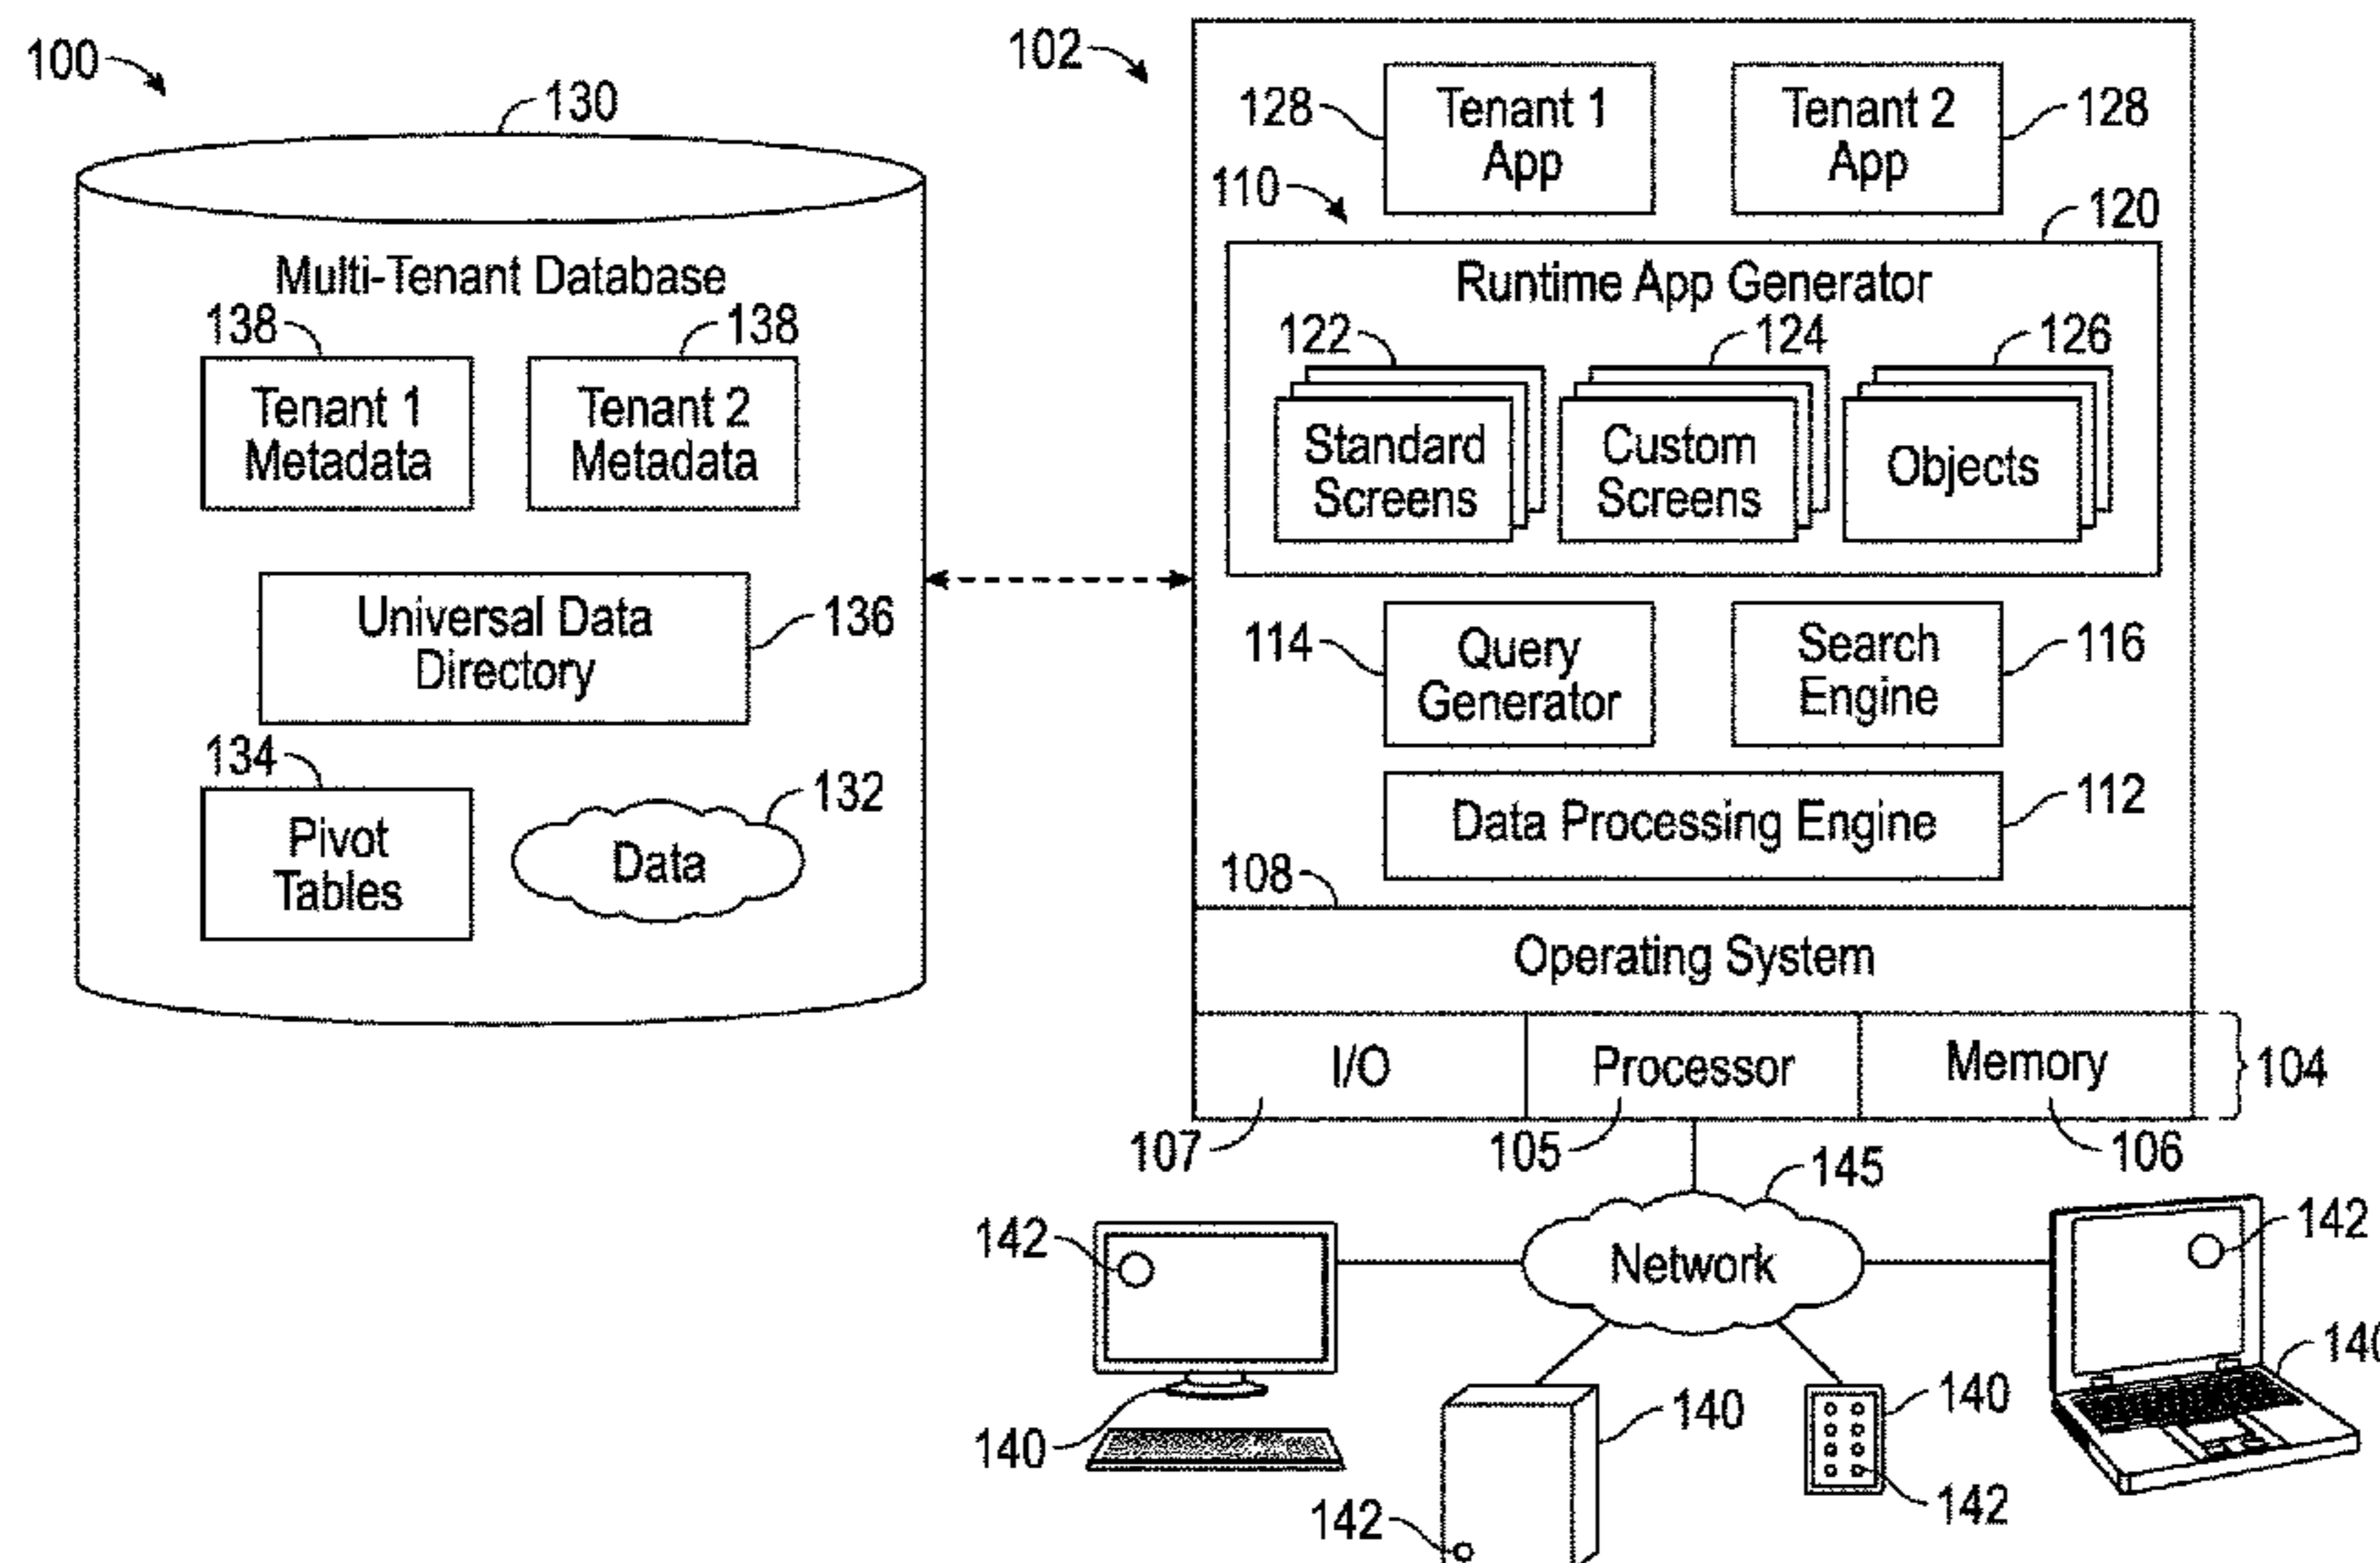 100
130
Multi-Tenant Database
138
138
Tenant 1
Metadata
Tenant 2
Metadata
Universal Data
Directory
136
134
Pivot
Tables
132
Data
102
128
Tenant 1
App
Tenant 2
App
128
110
120
Runtime App Generator
122
124
126
Standard
Screens
Custom
Screens
Objects
114
Query
Generator
Search
Engine
116
Data Processing Engine
112
108
Operating System
I/O
Processor
Memory
104
107
105
106
145
Network
142
140
140
142
140
142
142
140